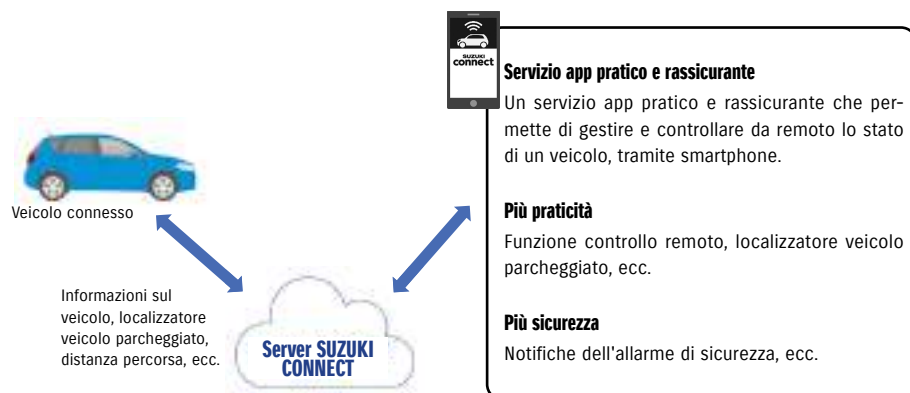 SUZUKI
connect
Servizio app pratico e rassicurante
Un servizio app pratico e rassicurante che per-
mette di gestire e controllare da remoto lo stato
di un veicolo, tramite smartphone.
Più praticità
Funzione controllo remoto, localizzatore veicolo
parcheggiato, ecc.
Più sicurezza
Notifiche dell'allarme di sicurezza, ecc.
Veicolo connesso
Informazioni sul
veicolo, localizzatore
veicolo parcheggiato,
distanza percorsa, ecc.
Server SUZUKI
CONNECT